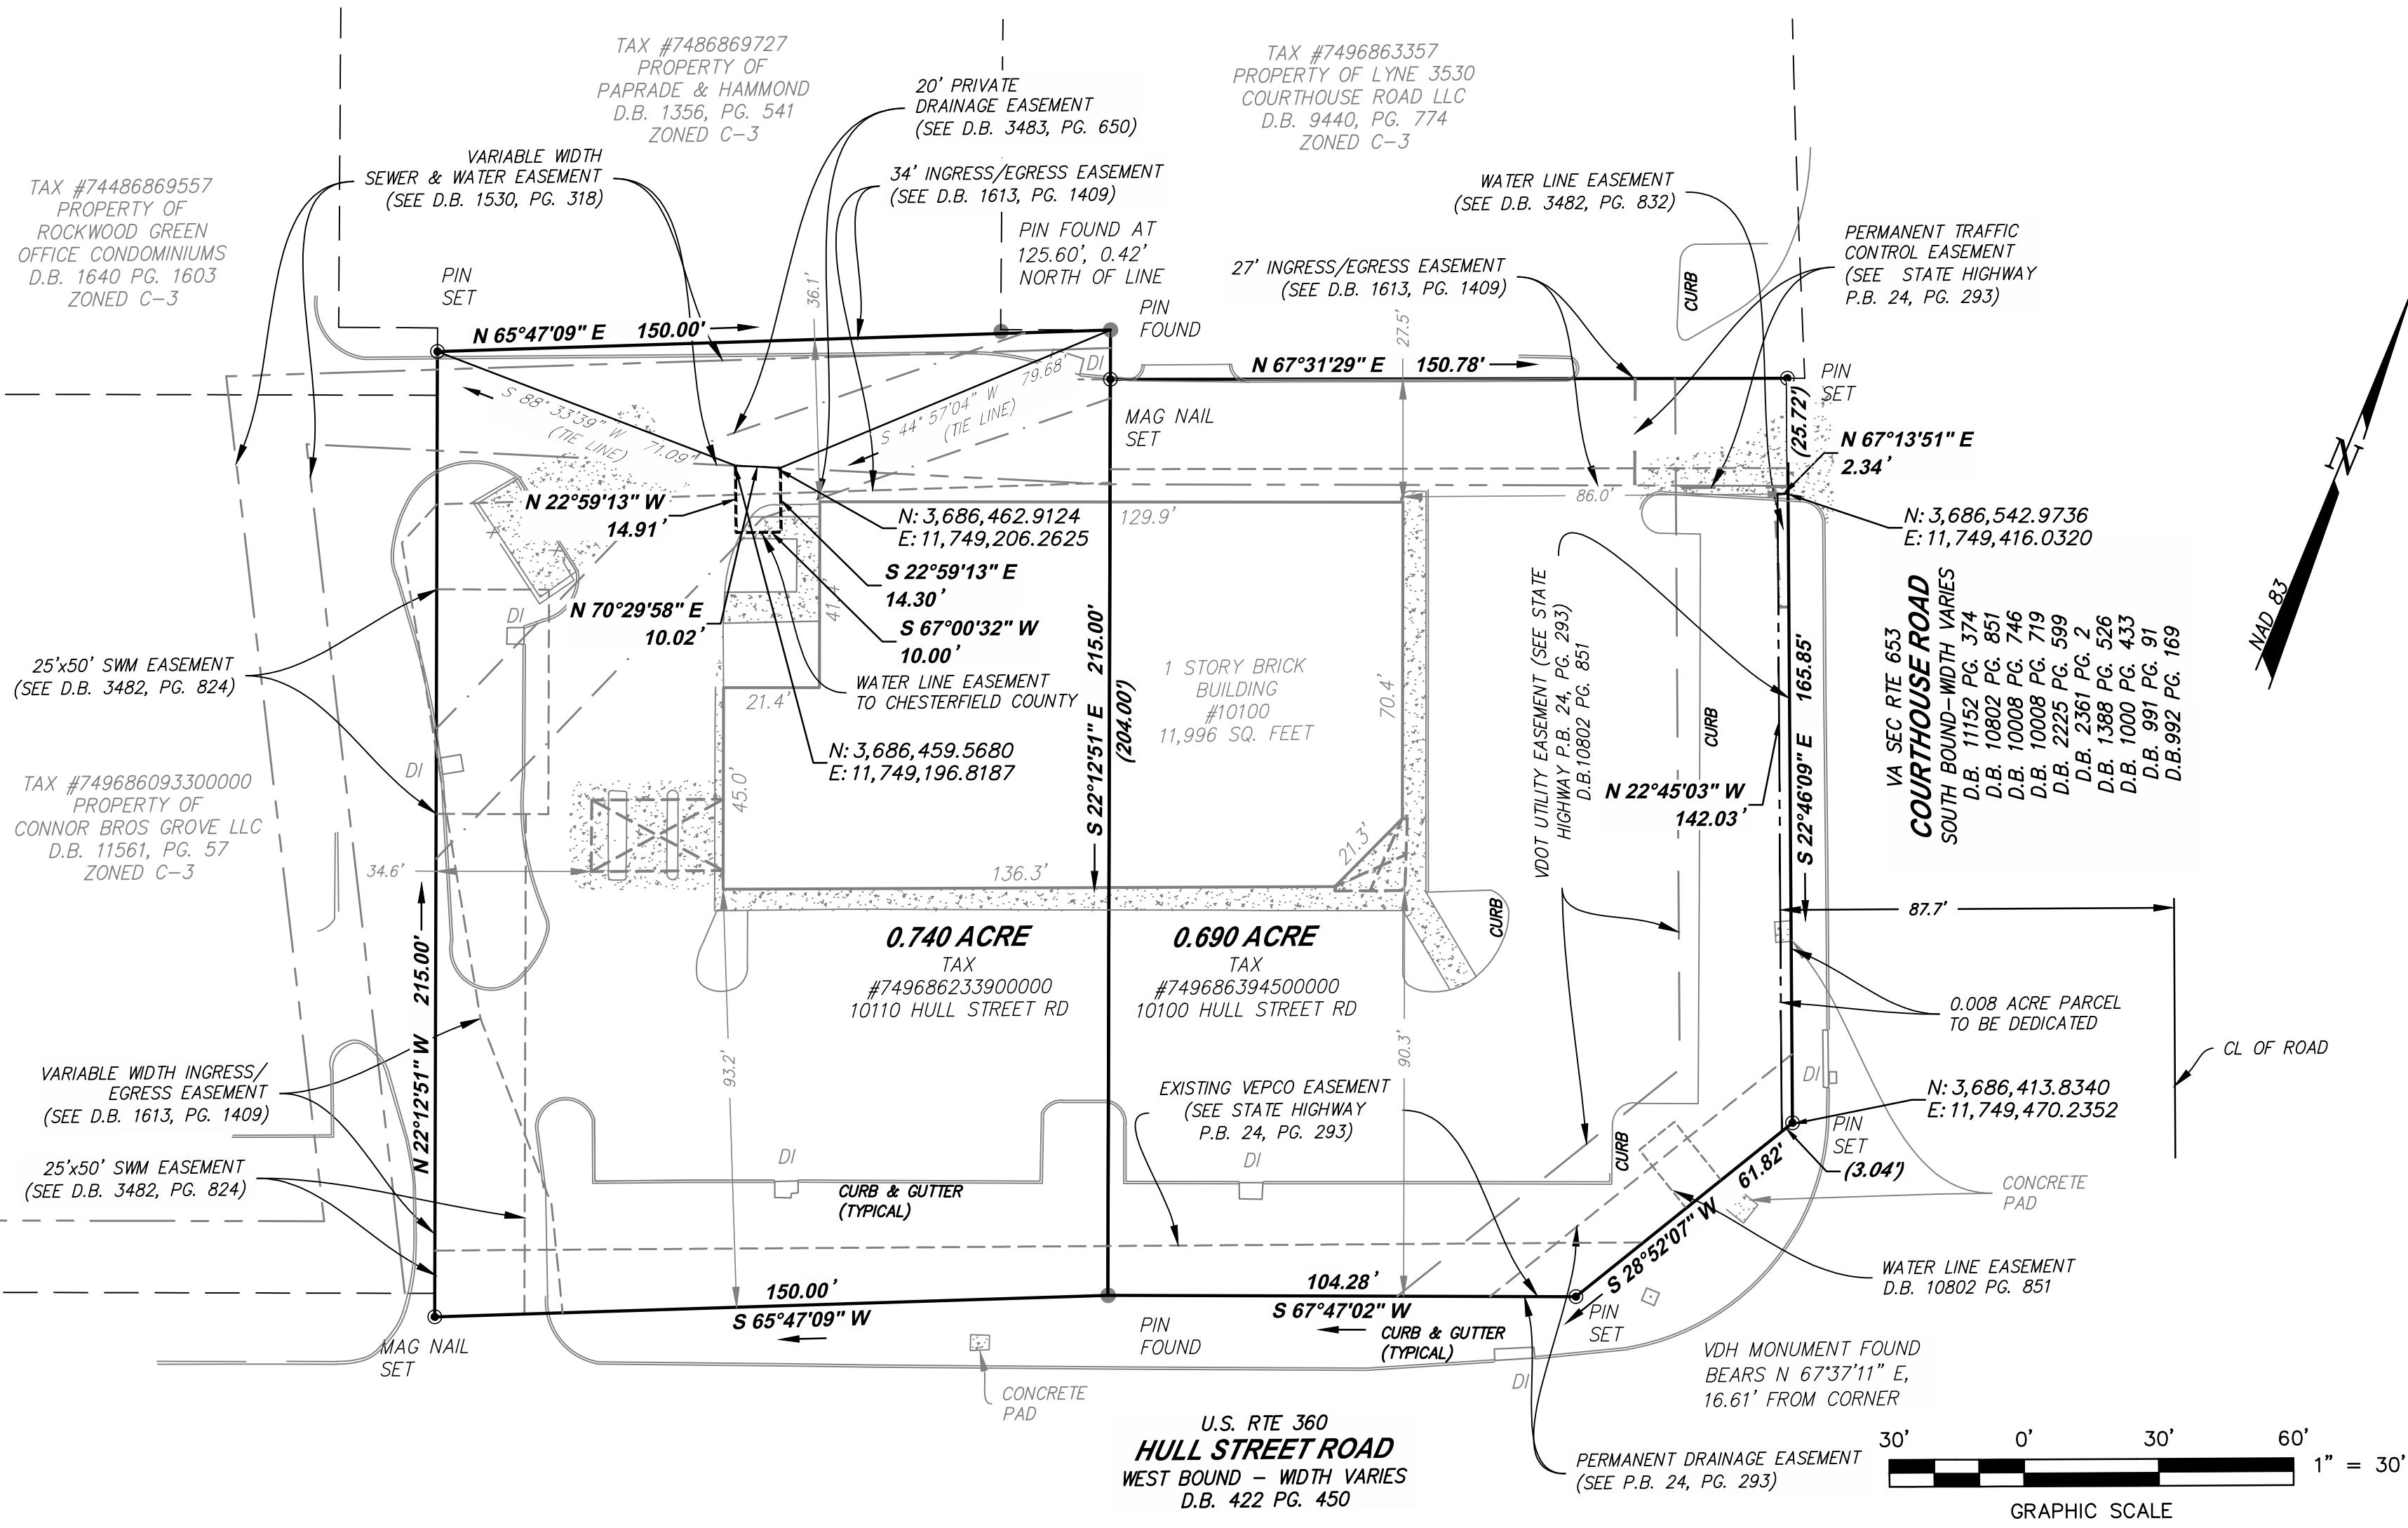 TAX #7486869727
PROPERTY OF
PAPRADE & HAMMOND
D.B. 1356, PG. 541
ZONED C-3
TAX #7496863357
PROPERTY OF LYNE 3530
COURTHOUSE ROAD LLC
D.B. 9440, PG. 774
ZONED C-3
20' PRIVATE
DRAINAGE EASEMENT
(SEE D.B. 3483, PG. 650)
VARIABLE WIDTH
SEWER & WATER EASEMENT
(SEE D.B. 1530, PG. 318)
34' INGRESS/EGRESS EASEMENT
(SEE D.B. 1613, PG. 1409)
TAX #74486869557
PROPERTY OF
ROCKWOOD GREEN
OFFICE CONDOMINIUMS
D.B. 1640 PG. 1603
ZONED C-3
WATER LINE EASEMENT
(SEE D.B. 3482, PG. 832)
PERMANENT TRAFFIC
CONTROL EASEMENT
(SEE STATE HIGHWAY
P.B. 24, PG. 293)
PIN FOUND AT
125.60', 0.42'
NORTH OF LINE
27' INGRESS/EGRESS EASEMENT
(SEE D.B. 1613, PG. 1409)
CURB
PIN
SET
36.1'
PIN
FOUND
27.5'
N 65°47'09" E 150.00'
DI
N 67°31'29" E 150.78'
PIN
SET
(25.72')
S 88°33'39" W 71.09'
(TIE LINE)
S 44°57'04" W 79.68'
(TIE LINE)
MAG NAIL
SET
N 67°13'51" E
2.34'
N 22°59'13" W
14.91'
86.0'
129.9'
N: 3,686,462.9124
E: 11,749,206.2625
N: 3,686,542.9736
E: 11,749,416.0320
S 22°59'13" E
14.30'
N 70°29'58" E
10.02'
41.4'
S 67°00'32" W
10.00'
DI
25'x50' SWM EASEMENT
(SEE D.B. 3482, PG. 824)
WATER LINE EASEMENT
TO CHESTERFIELD COUNTY
21.4'
S 22°12'51" E 215.00'
(204.00')
1 STORY BRICK
BUILDING
#10100
11,996 SQ. FEET
70.4'
VDOT UTILITY EASEMENT (SEE STATE
HIGHWAY P.B. 24, PG. 293)
D.B.10802 PG. 851
CURB
S 22°46'09" E 165.85'
VA SEC RTE 653
COURTHOUSE ROAD
SOUTH BOUND-WIDTH VARIES
D.B. 11152 PG. 374
D.B. 10802 PG. 851
D.B. 10008 PG. 746
D.B. 10008 PG. 719
D.B. 2225 PG. 599
D.B. 2361 PG. 2
D.B. 1388 PG. 526
D.B. 1000 PG. 433
D.B. 991 PG. 91
D.B.992 PG. 169
N
NAD 83
N: 3,686,459.5680
E: 11,749,196.8187
DI
TAX #749686093300000
PROPERTY OF
CONNOR BROS GROVE LLC
D.B. 11561, PG. 57
ZONED C-3
45.0'
N 22°45'03" W
142.03'
34.6'
136.3'
21.3'
N 22°12'51" W 215.00'
CURB
87.7'
0.740 ACRE
TAX
#749686233900000
10110 HULL STREET RD
0.690 ACRE
TAX
#749686394500000
10100 HULL STREET RD
0.008 ACRE PARCEL
TO BE DEDICATED
CL OF ROAD
93.2'
90.3'
VARIABLE WIDTH INGRESS/
EGRESS EASEMENT
(SEE D.B. 1613, PG. 1409)
EXISTING VEPCO EASEMENT
(SEE STATE HIGHWAY
P.B. 24, PG. 293)
DI
N: 3,686,413.8340
E: 11,749,470.2352
PIN
SET
(3.04')
DI
DI
CURB
25'x50' SWM EASEMENT
(SEE D.B. 3482, PG. 824)
CURB & GUTTER
(TYPICAL)
S 28°52'07" W 61.82'
CONCRETE
PAD
WATER LINE EASEMENT
D.B. 10802 PG. 851
150.00'
S 65°47'09" W
104.28'
S 67°47'02" W
PIN
SET
MAG NAIL
SET
PIN
FOUND
CURB & GUTTER
(TYPICAL)
VDH MONUMENT FOUND
BEARS N 67°37'11" E,
16.61' FROM CORNER
DI
CONCRETE
PAD
U.S. RTE 360
HULL STREET ROAD
WEST BOUND - WIDTH VARIES
D.B. 422 PG. 450
PERMANENT DRAINAGE EASEMENT
(SEE P.B. 24, PG. 293)
30' 0' 30' 60'
1" = 30'
GRAPHIC SCALE